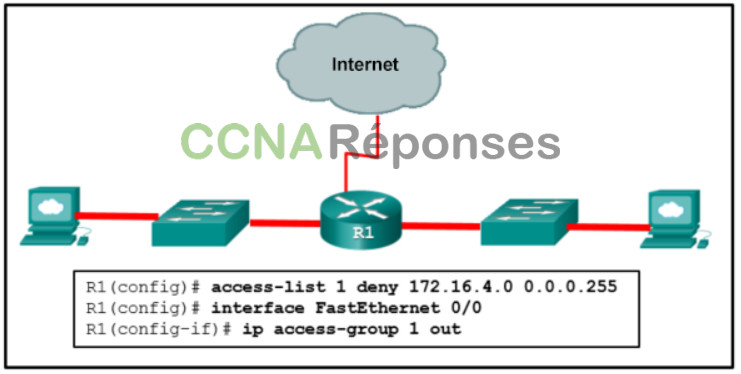 Internet
CCNARéponses
R1
R1(config)# access-list 1 deny 172.16.4.0 0.0.0.255
R1(config)# interface FastEthernet 0/0
R1(config-if)# ip access-group 1 out